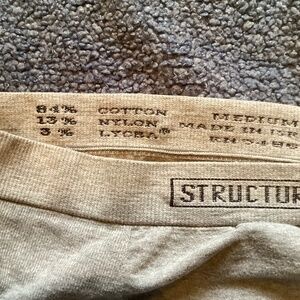 84% COTTON MEDIUM
13% NYLON MADE IN
3% LYCRA®
STRUCTUR